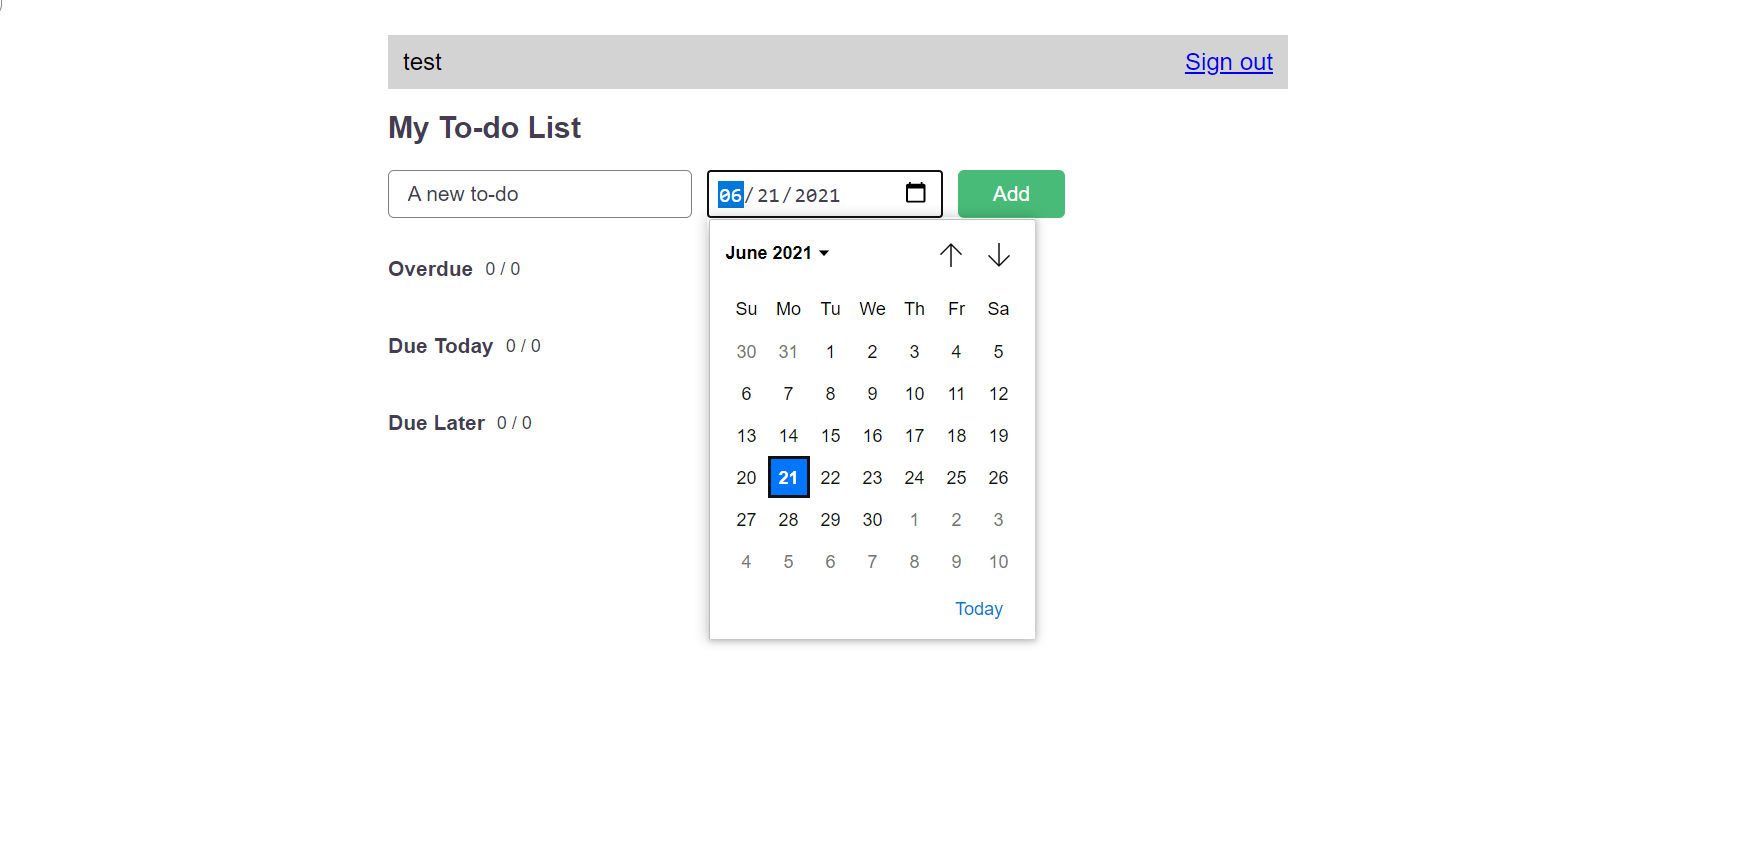 test Sign out
My To-do List
A new to-do 06/21/2021 Add
June 2021
Su Mo Tu We Th Fr Sa
30 31 1 2 3 4 5
6 7 8 9 10 11 12
13 14 15 16 17 18 19
20 21 22 23 24 25 26
27 28 29 30 1 2 3
4 5 6 7 8 9 10
Today
Overdue 0 / 0
Due Today 0 / 0
Due Later 0 / 0